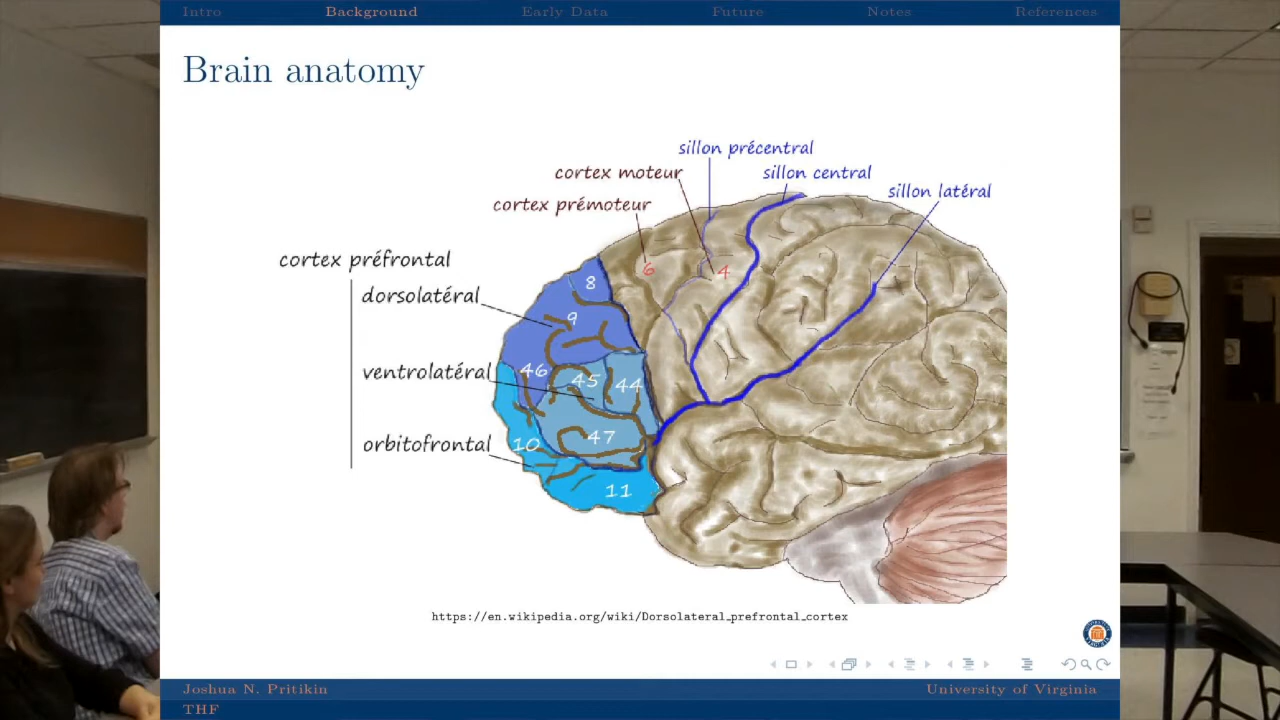 Intro Background Early Data Future Notes References
Brain anatomy
sillon précentral
cortex moteur
sillon central
sillon latéral
cortex prémoteur
cortex préfrontal
dorsolatéral
ventrolatéral
orbitofrontal
6
4
8
9
46
45
44
10
47
11
https://en.wikipedia.org/wiki/Dorsolateral_prefrontal_cortex
Joshua N. Pritikin University of Virginia
THF